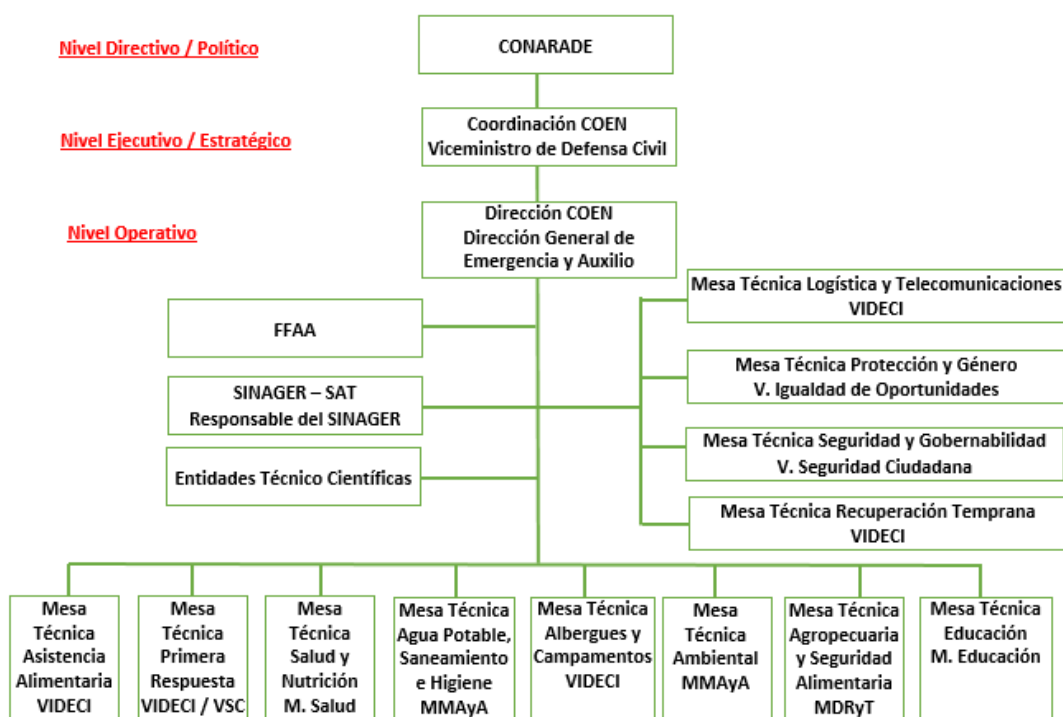 Nivel Directivo / Político
CONARADE
Nivel Ejecutivo / Estratégico
Coordinación COEN
Viceministro de Defensa Civil
Nivel Operativo
Dirección COEN
Dirección General de
Emergencia y Auxilio
Mesa Técnica Logística y Telecomunicaciones
VIDECI
FFAA
Mesa Técnica Protección y Género
V. Igualdad de Oportunidades
SINAGER – SAT
Responsable del SINAGER
Mesa Técnica Seguridad y Gobernabilidad
V. Seguridad Ciudadana
Entidades Técnico Científicas
Mesa Técnica Recuperación Temprana
VIDECI
Mesa
Técnica
Asistencia
Alimentaria
VIDECI
Mesa
Técnica
Primera
Respuesta
VIDECI / VSC
Mesa
Técnica
Salud y
Nutrición
M. Salud
Mesa Técnica
Agua Potable,
Saneamiento
e Higiene
MMAyA
Mesa Técnica
Albergues y
Campamentos
VIDECI
Mesa
Técnica
Ambiental
MMAyA
Mesa Técnica
Agropecuaria
y Seguridad
Alimentaria
MDRyT
Mesa Técnica
Educación
M. Educación